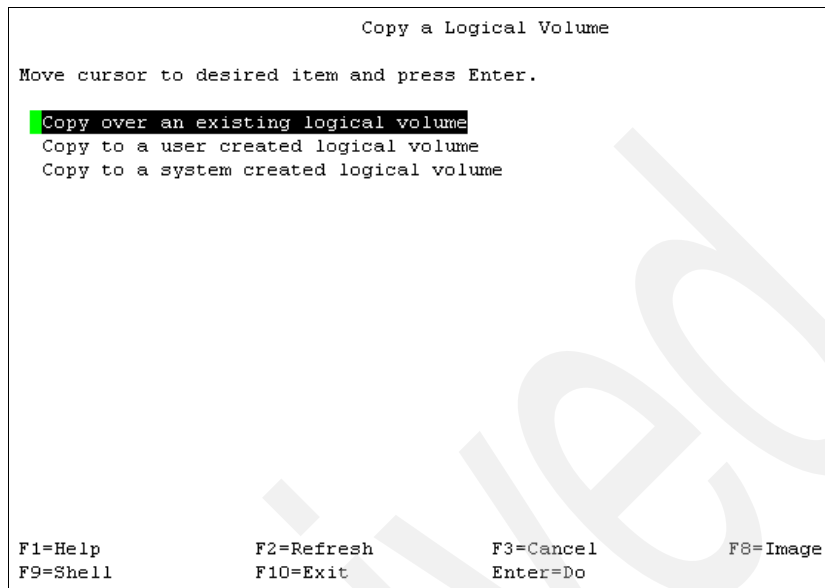 Copy a Logical Volume
Move cursor to desired item and press Enter.
Copy over an existing logical volume
Copy to a user created logical volume
Copy to a system created logical volume
F1=Help F2=Refresh F3=Cancel F8=Image
F9=Shell F10=Exit Enter=Do